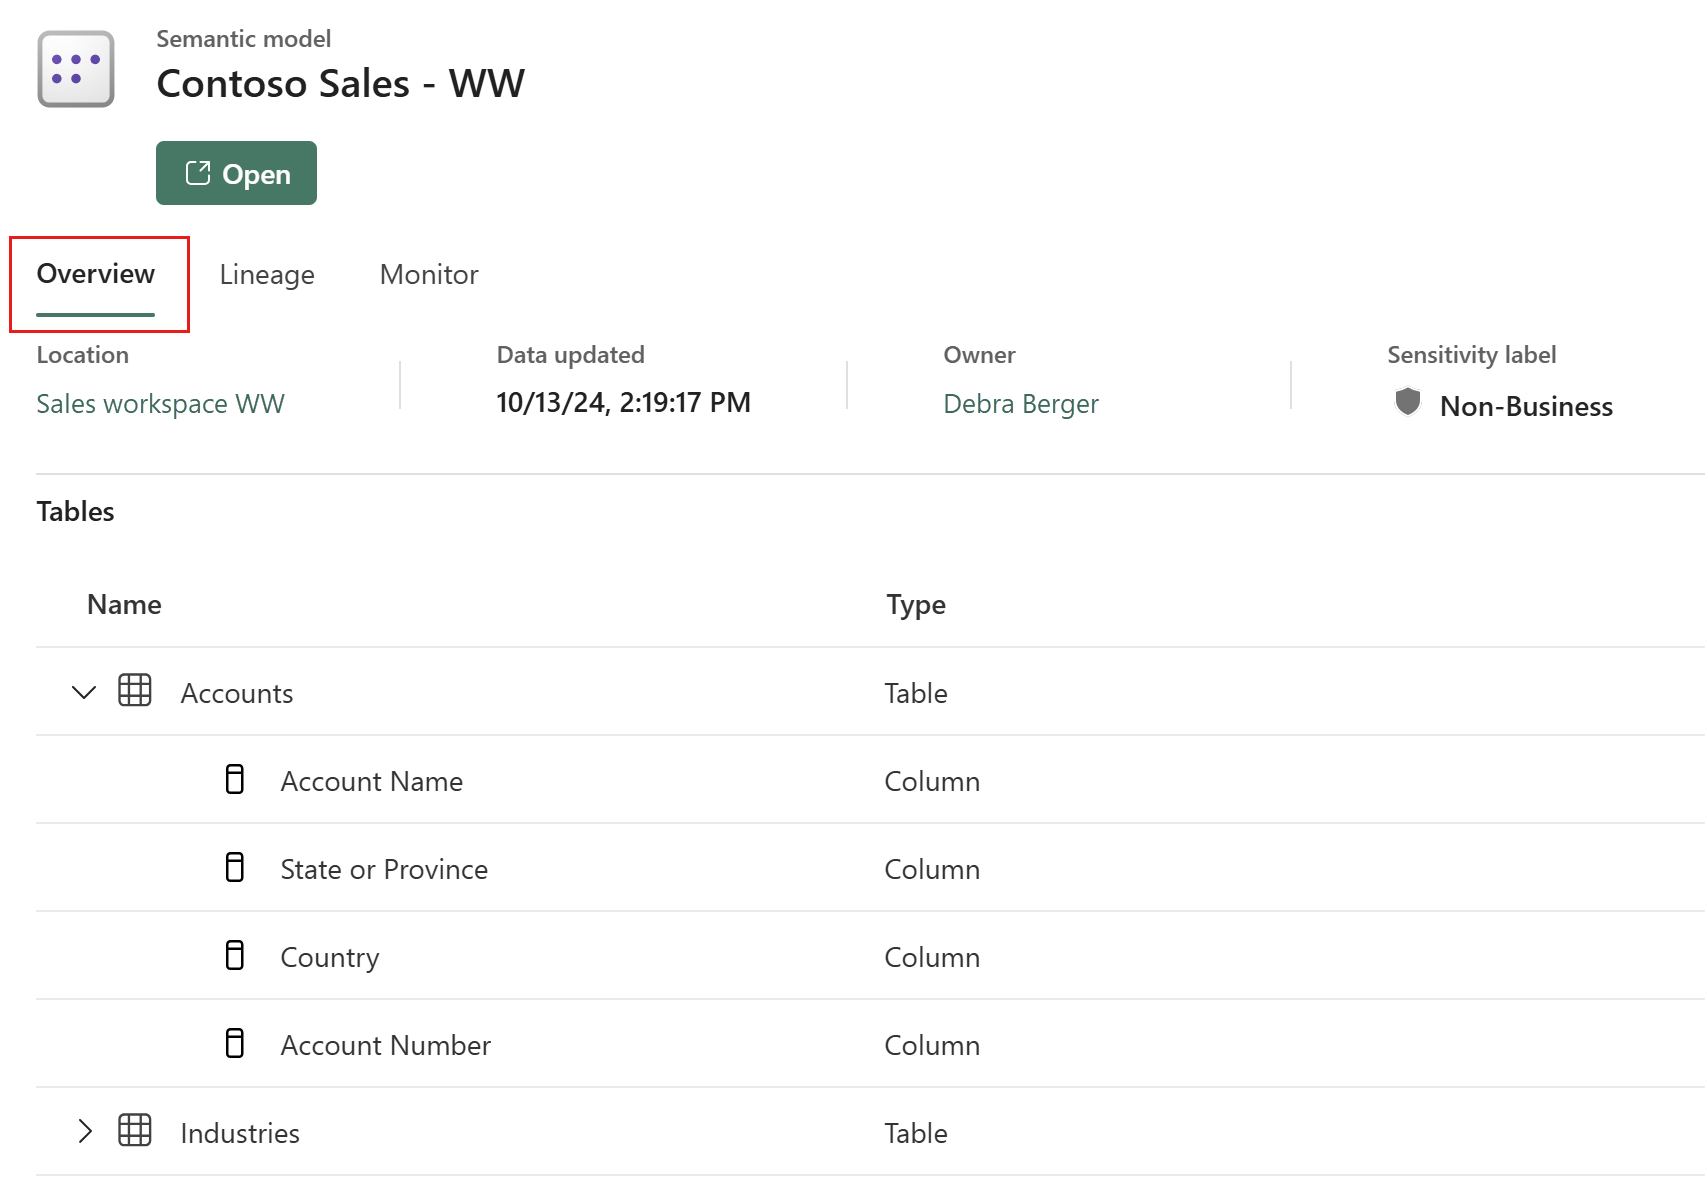 Semantic model
Contoso Sales - WW
Open
Overview Lineage Monitor
Location Data updated Owner Sensitivity label
Sales workspace WW 10/13/24, 2:19:17 PM Debra Berger Non-Business
Tables
Name Type
Accounts Table
Account Name Column
State or Province Column
Country Column
Account Number Column
Industries Table